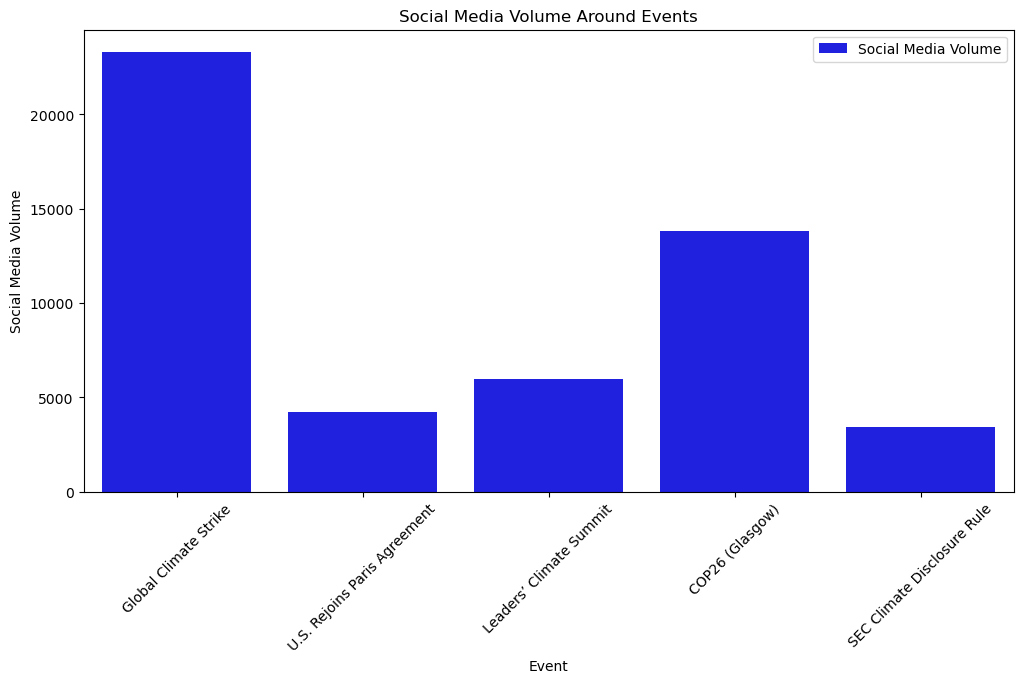 Social Media Volume Around Events
Social Media Volume
Social Media Volume
20000
15000
10000
5000
0
Global Climate Strike
U.S. Rejoins Paris Agreement
Leaders’ Climate Summit
COP26 (Glasgow)
SEC Climate Disclosure Rule
Event